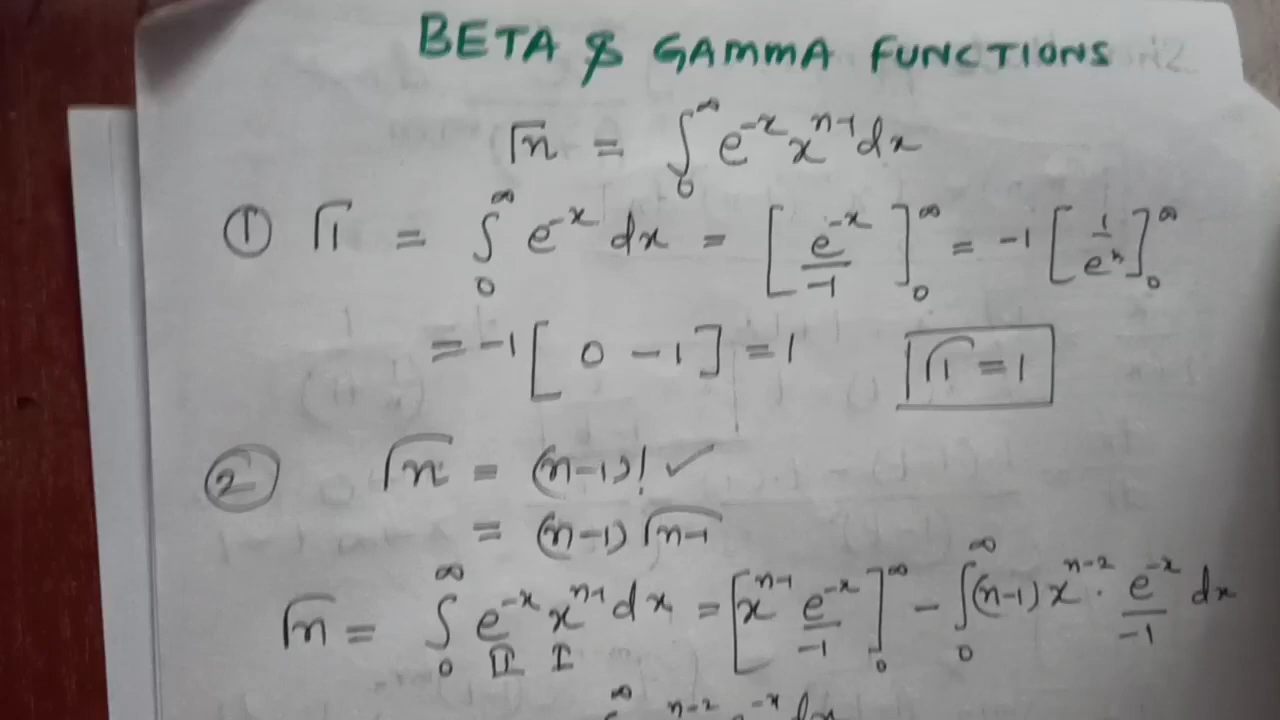 BETA & GAMMA FUNCTIONS
Γn = ∫₀^∞ e^{-x} x^{n-1} dx
① Γ1 = ∫₀^∞ e^{-x} dx = [e^{-x}/-1]₀^∞ = -1 [1/e^x]₀^∞
= -1 [0 - 1] = 1 Γ1 = 1
② Γn = (n-1)! ✓
= (n-1) Γn-1
Γn = ∫₀^∞ e^{-x} x^{n-1} dx = [x^{n-1} e^{-x}/-1]₀^∞ - ∫₀^∞ (n-1) x^{n-2} · e^{-x}/-1 dx
II I